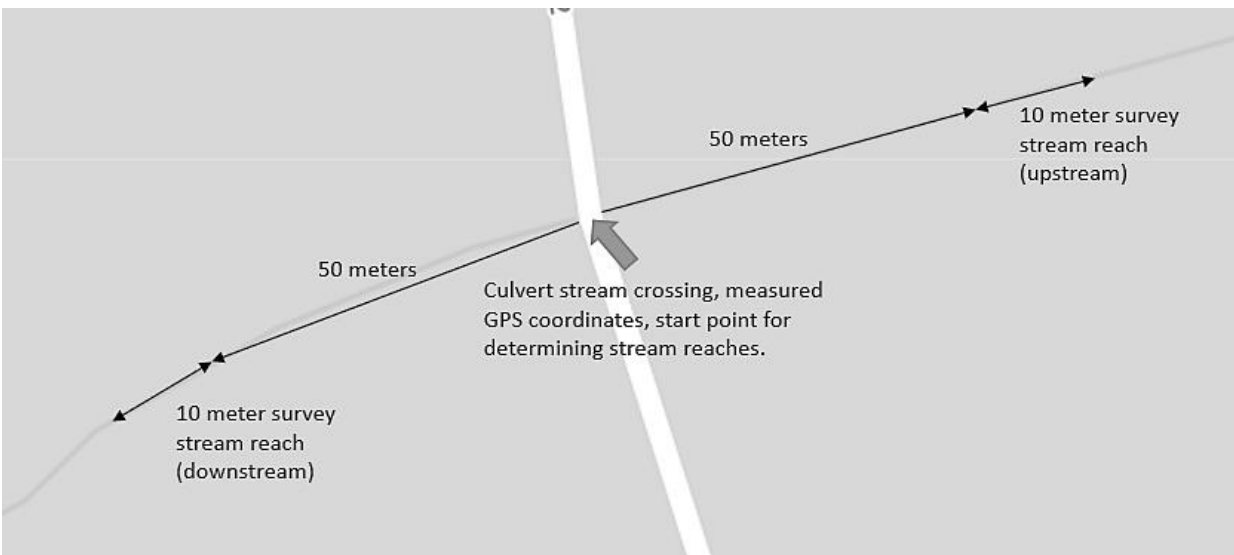 10 meter survey
stream reach
(upstream)
50 meters
50 meters
Culvert stream crossing, measured
GPS coordinates, start point for
determining stream reaches.
10 meter survey
stream reach
(downstream)